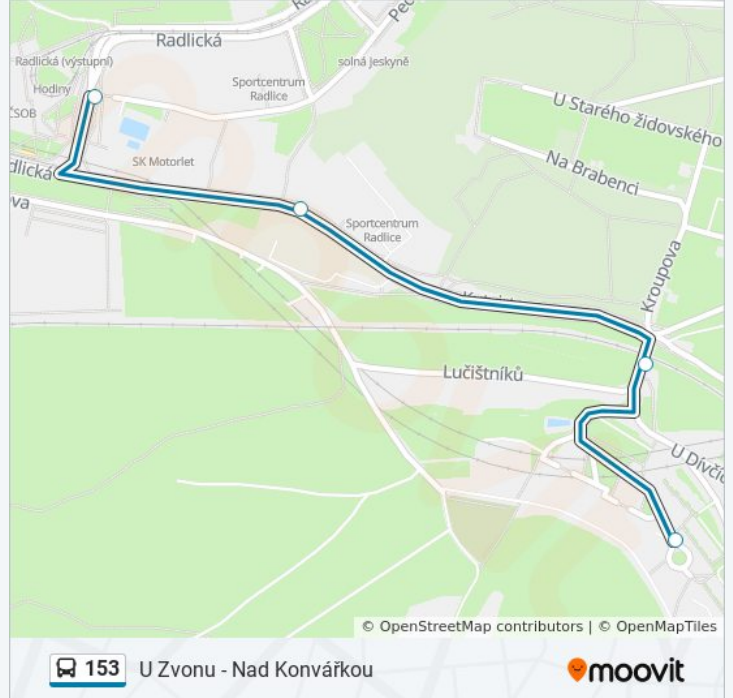 Radlická
Radlická (výstupní)
solná jeskyně
Hodiny
Sportcentrum
Radlice
ČSOB
U Starého židovského
SK Motorlet
Na Brabenci
Sportcentrum
Radlice
Kroupova
Lučištníků
© OpenStreetMap contributors | © OpenMapTiles
153 U Zvonu - Nad Konvářkou
moovit